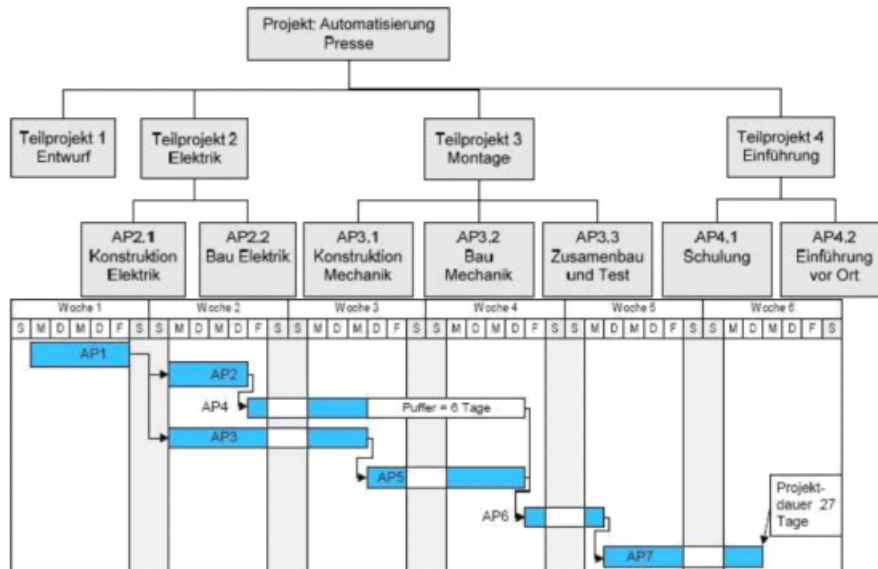 Projekt: Automatisierung
Presse
Teilprojekt 1
Entwurf
Teilprojekt 2
Elektrik
Teilprojekt 3
Montage
Teilprojekt 4
Einführung
AP2.1
Konstruktion
Elektrik
AP2.2
Bau Elektrik
AP3.1
Konstruktion
Mechanik
AP3.2
Bau
Mechanik
AP3.3
Zusamenbau
und Test
AP4.1
Schulung
AP4.2
Einführung
vor Ort
Woche 1 Woche 2 Woche 3 Woche 4 Woche 5 Woche 6
S M D M D F S S M D M D F S S M D M D F S S M D M D F S S M D M D F S S M D M D F S
AP1
AP2
AP4 Puffer = 6 Tage
AP3
AP5
AP6
AP7
Projekt-
dauer 27
Tage